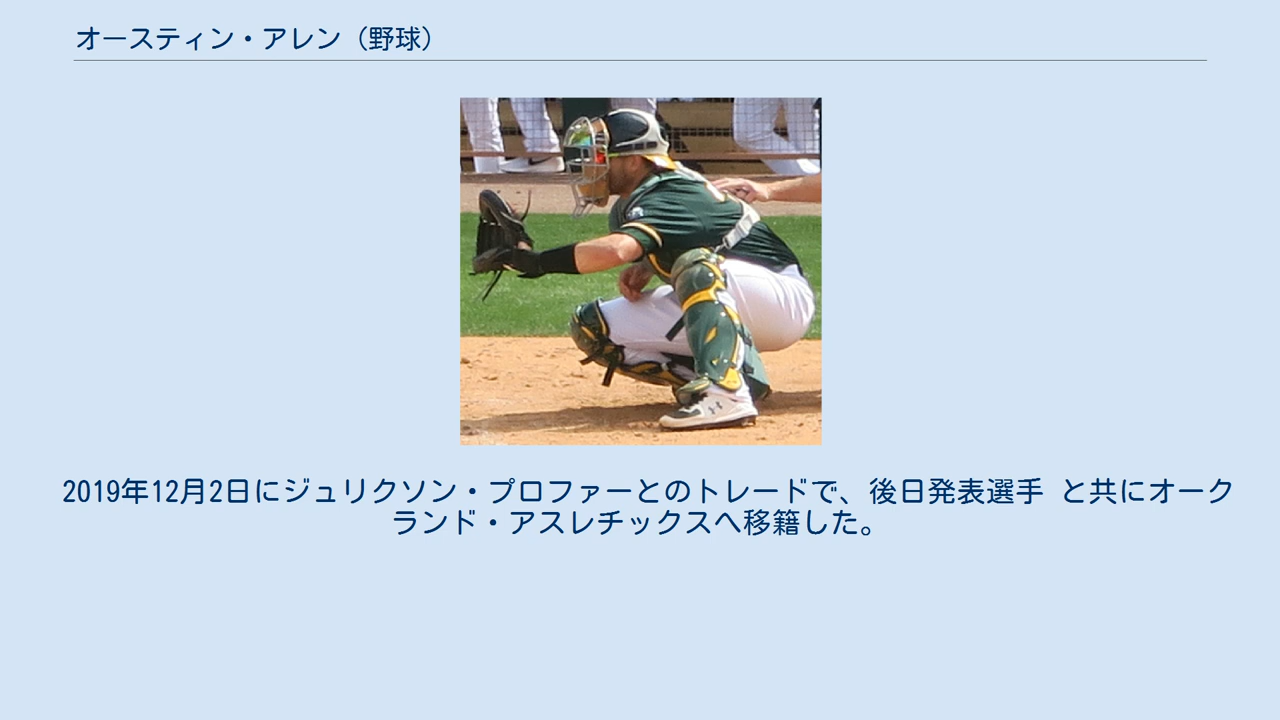 オースティン・アレン（野球）
2019年12月2日にジュリクソン・プロファーとのトレードで、後日発表選手 と共にオーク
ランド・アスレチックスへ移籍した。